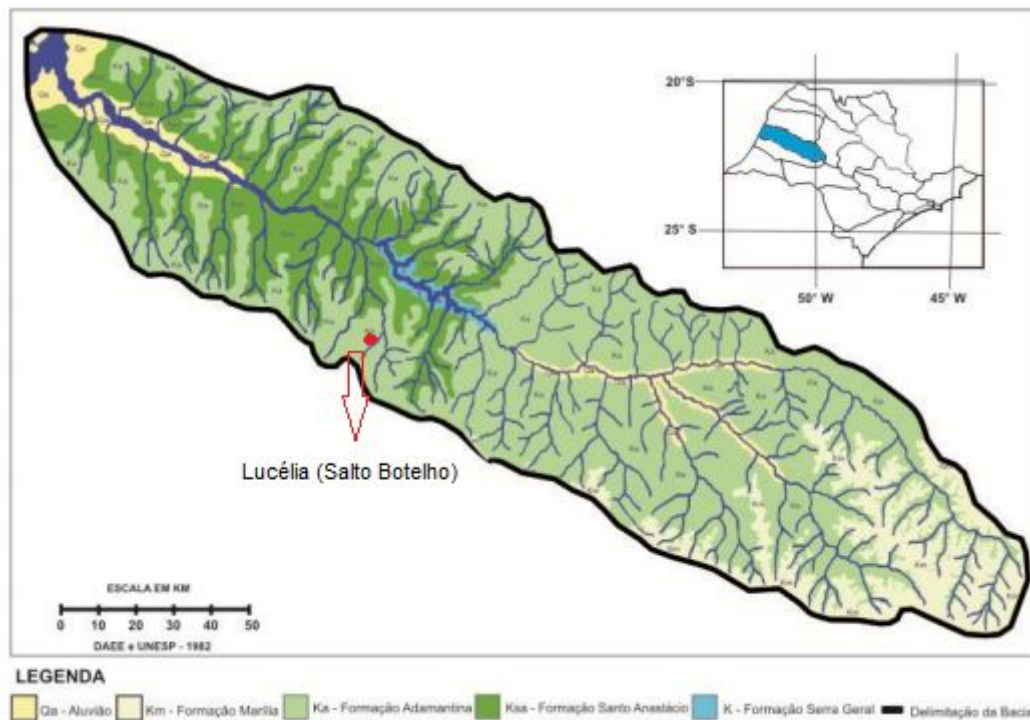 20°S
25° S
50° W
45° W
Lucélia (Salto Botelho)
ESCALA EM KM
0 10 20 30 40 50
DAEE e UNESP - 1982
LEGENDA
Qa - Aluvião Km - Formação Marília Ka - Formação Adamantina Ksa - Formação Santo Anastácio K - Formação Serra Geral Delimitação da Bacia